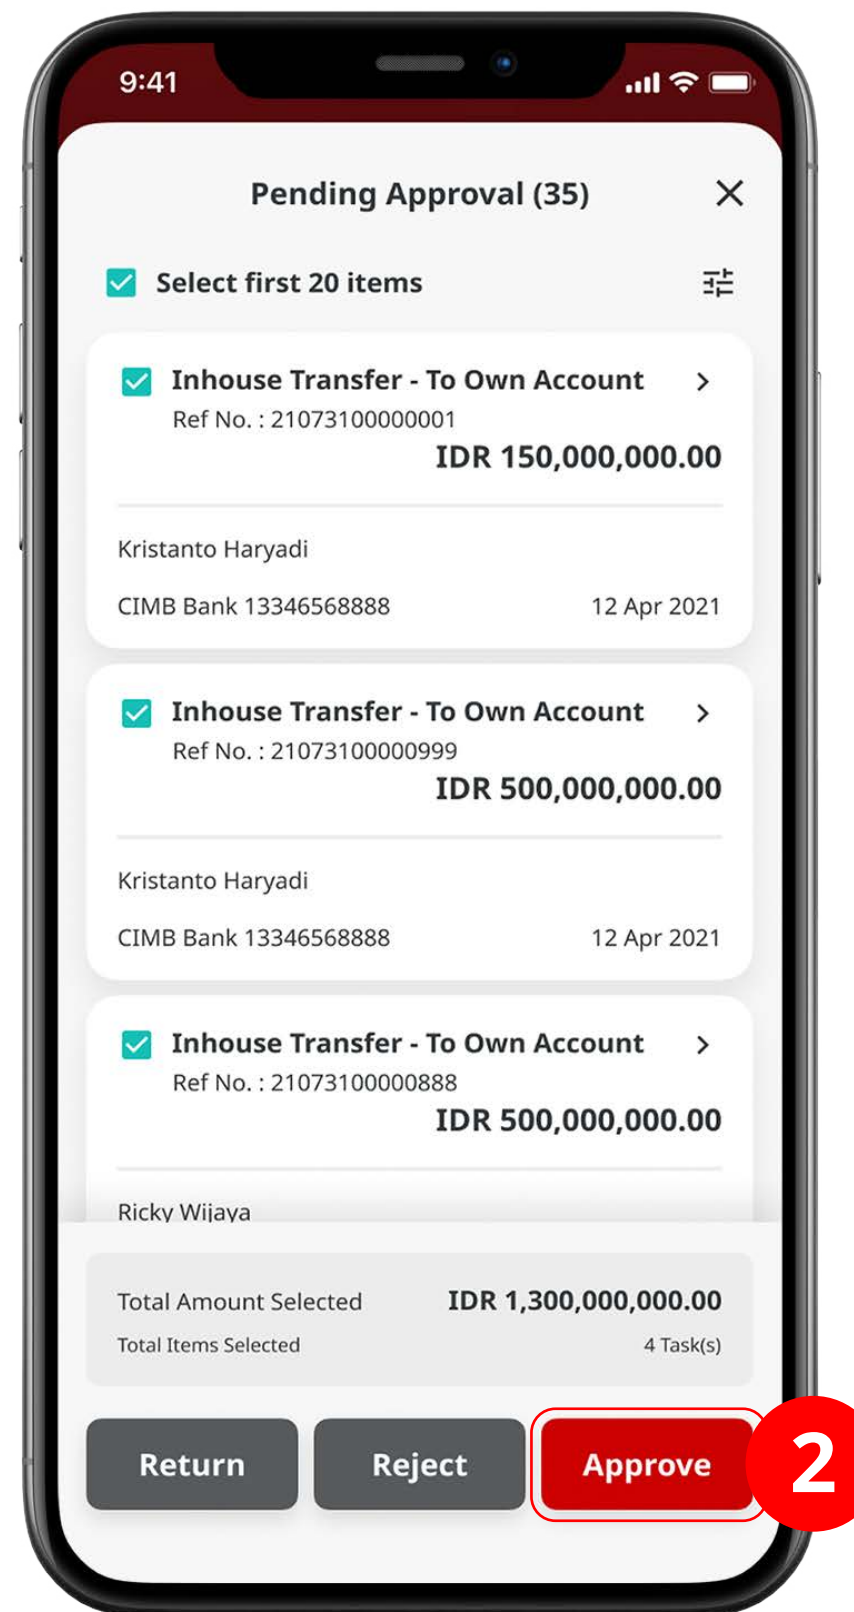 9:41
Pending Approval (35)
Select first 20 items
Inhouse Transfer - To Own Account
Ref No. : 21073100000001
IDR 150,000,000.00
Kristanto Haryadi
CIMB Bank 13346568888 12 Apr 2021
Inhouse Transfer - To Own Account
Ref No. : 21073100000999
IDR 500,000,000.00
Kristanto Haryadi
CIMB Bank 13346568888 12 Apr 2021
Inhouse Transfer - To Own Account
Ref No. : 21073100000888
IDR 500,000,000.00
Ricky Wijaya
Total Amount Selected IDR 1,300,000,000.00
Total Items Selected 4 Task(s)
Return Reject Approve 2